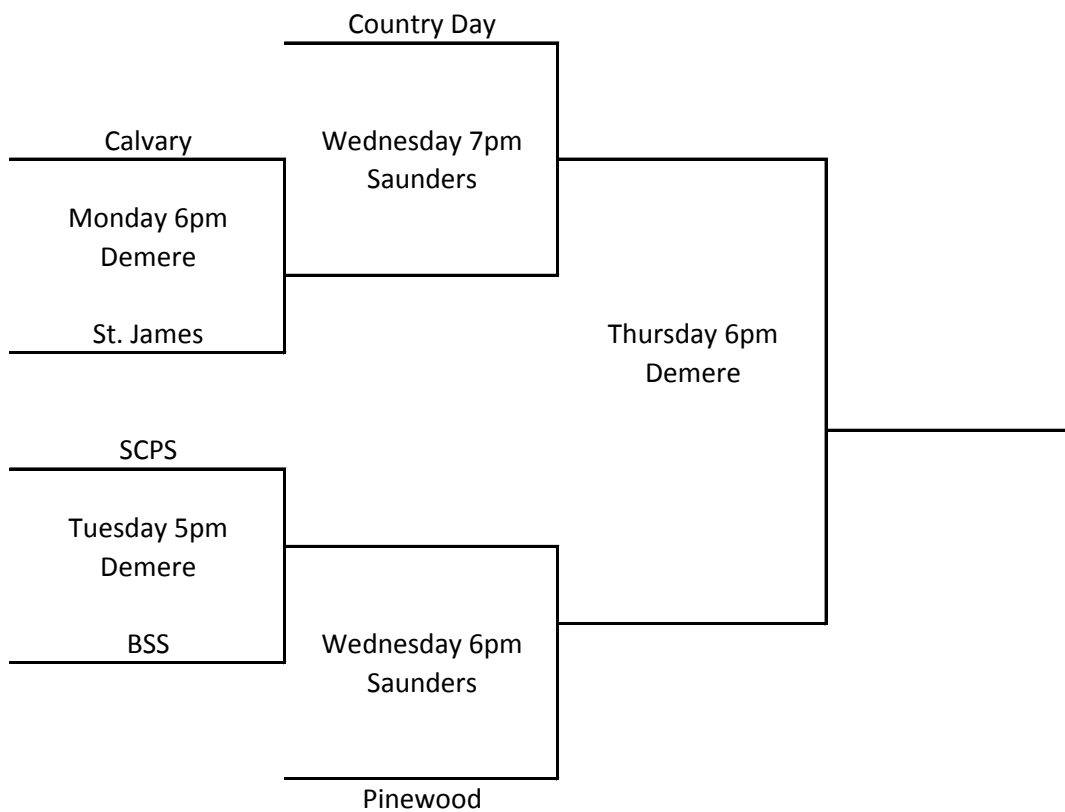 Country Day
Calvary
Wednesday 7pm
Saunders
Monday 6pm
Demere
St. James
Thursday 6pm
Demere
SCPS
Tuesday 5pm
Demere
BSS
Wednesday 6pm
Saunders
Pinewood